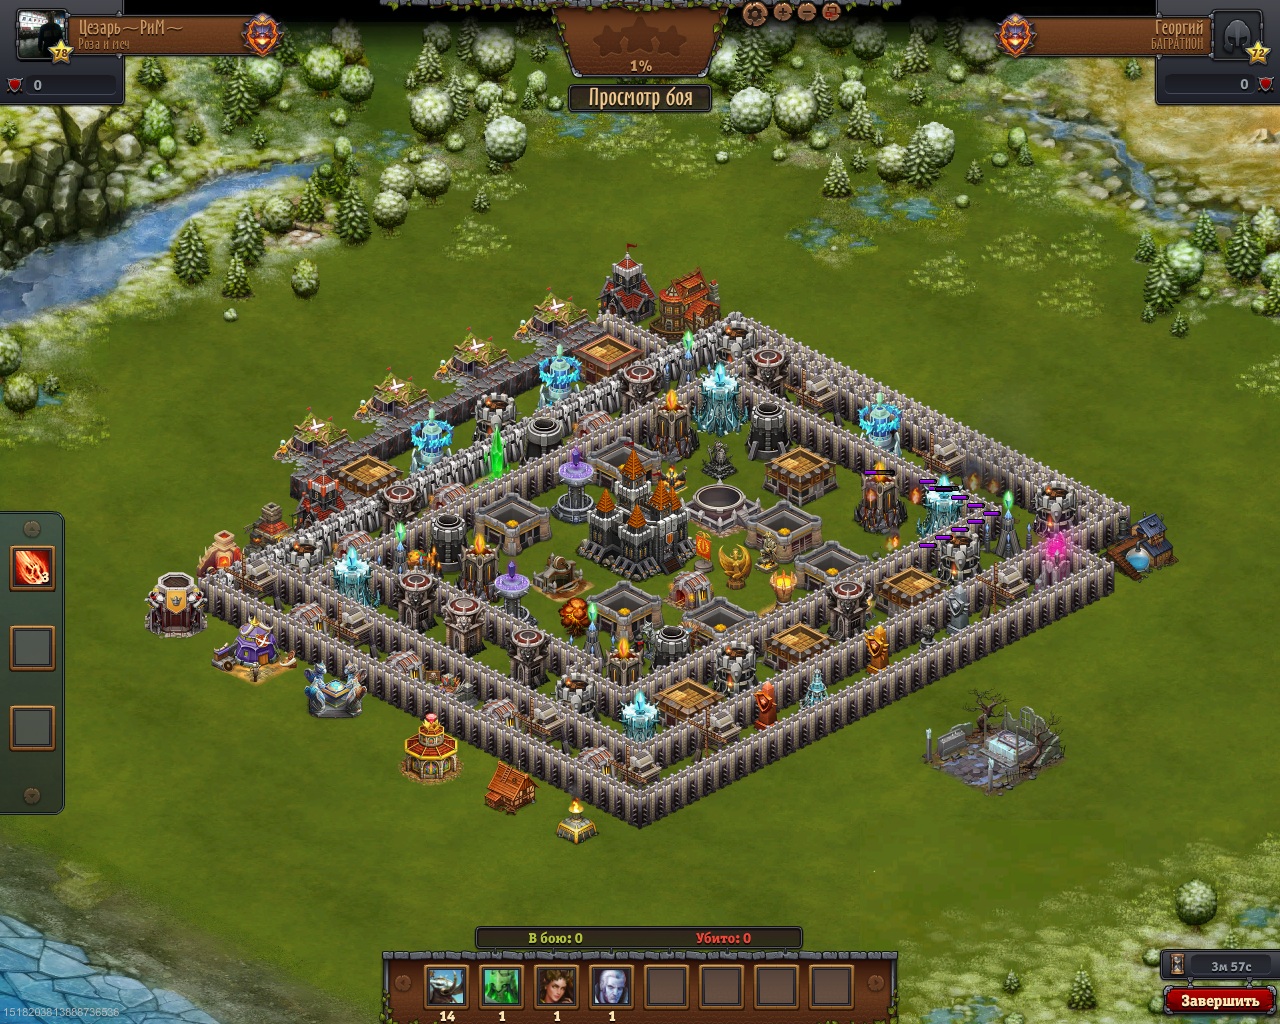 Цезарь~РиМ~
Роза и меч
78
0
1%
Просмотр боя
Георгий
БАГРАТИОН
72
0
3
В бою: 0
Убито: 0
14
1
1
1
3м 57с
Завершить
1518203813888736536